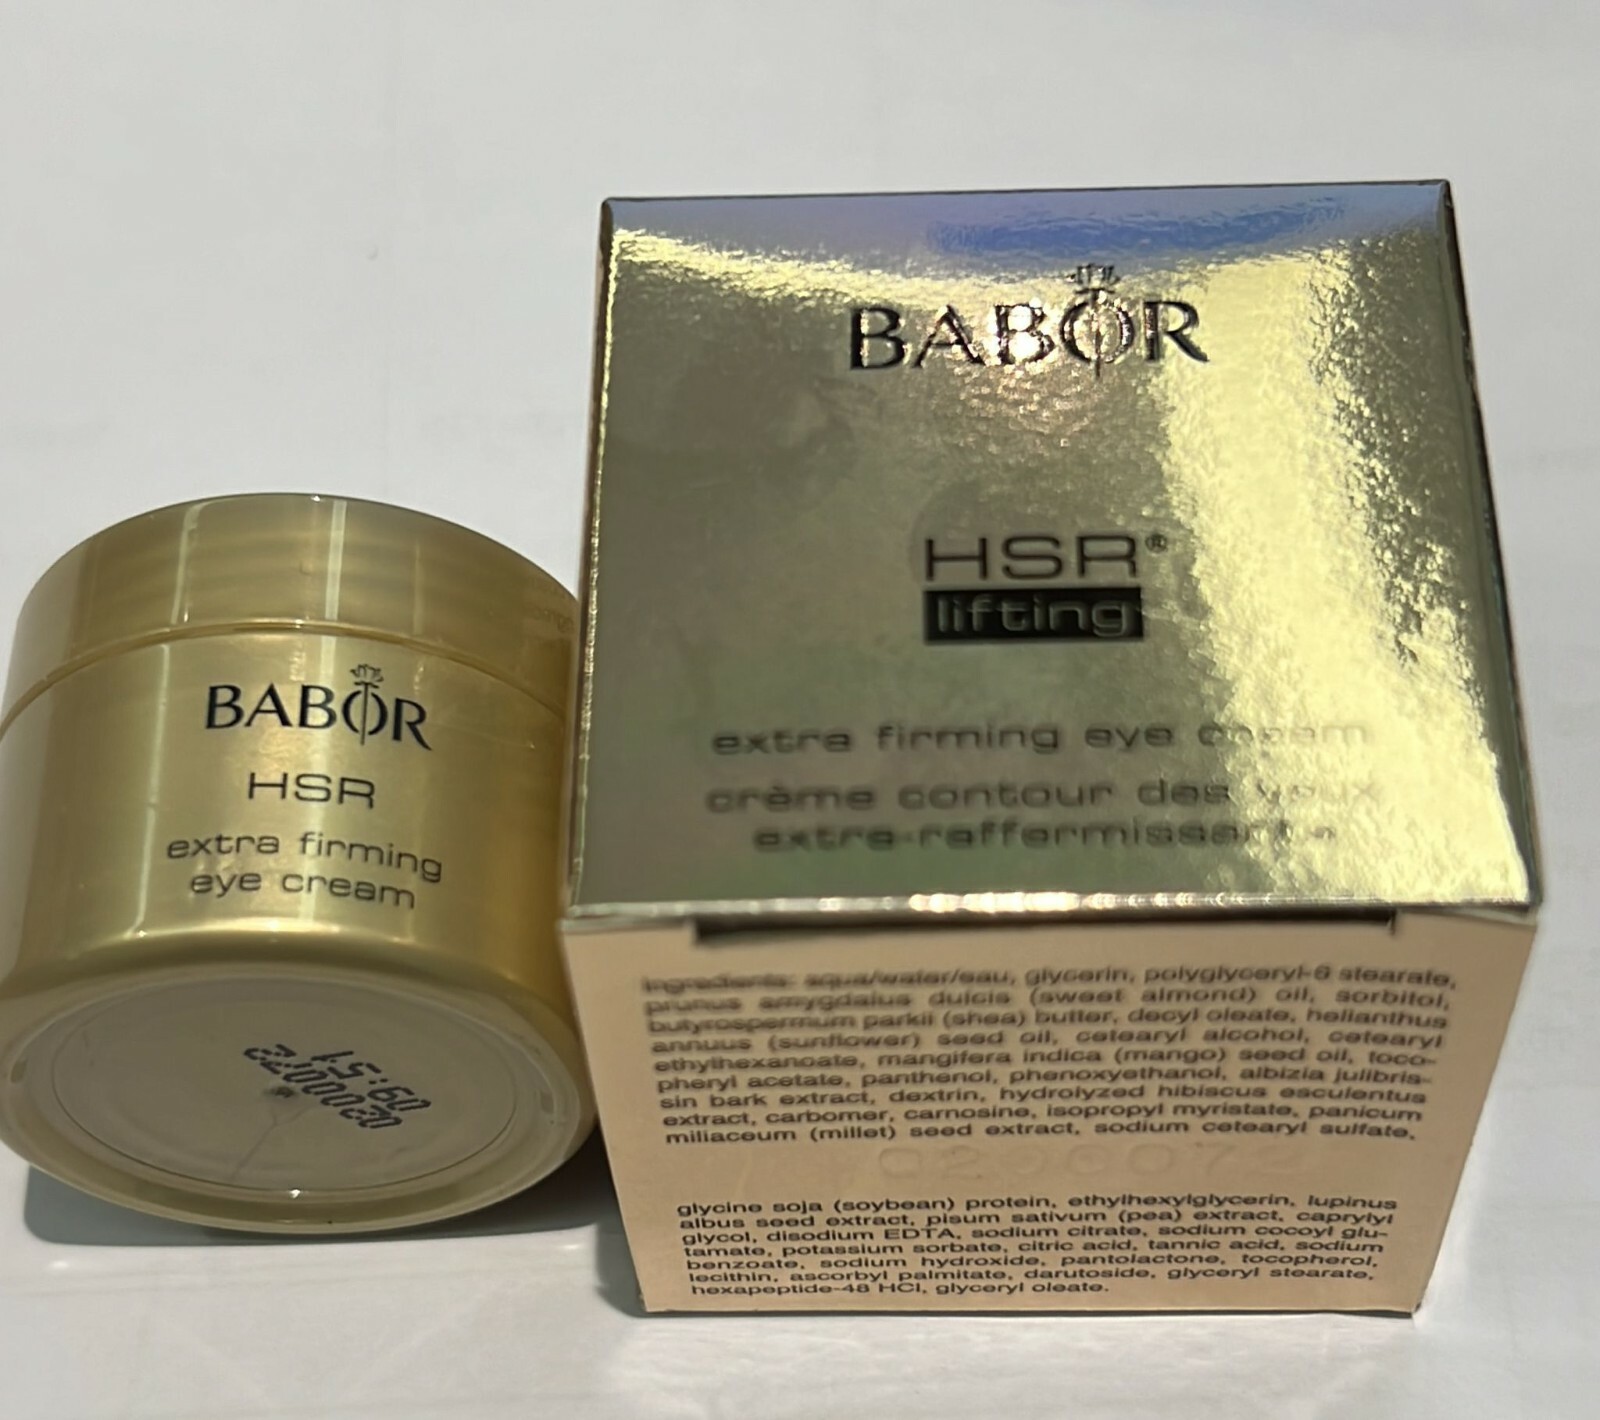 BABOR
HSR
extra firming
eye cream
09:51
BABOR
HSR®
lifting
extra firming eye cream
crème contour des yeux
extra-raffermissante
ingredients: aqua/water/eau, glycerin, polyglyceryl-6 stearate,
prunus amygdalus dulcis (sweet almond) oil, sorbitol,
butyrospermum parkii (shea) butter, decyl oleate, helianthus
annuus (sunflower) seed oil, cetearyl alcohol, cetearyl
ethylhexanoate, mangifera indica (mango) seed oil, toco-
pheryl acetate, panthenol, phenoxyethanol, albizia julibris-
sin bark extract, dextrin, hydrolyzed hibiscus esculentus
extract, carbomer, carnosine, isopropyl myristate, panicum
miliaceum (millet) seed extract, sodium cetearyl sulfate,
glycine soja (soybean) protein, ethylhexylglycerin, lupinus
albus seed extract, pisum sativum (pea) extract, caprylyl
glycol, disodium EDTA, sodium citrate, sodium cocoyl glu-
tamate, potassium sorbate, citric acid, tannic acid, sodium
benzoate, sodium hydroxide, pantolactone, tocopherol,
lecithin, ascorbyl palmitate, darutoside, glyceryl stearate,
hexapeptide-48 HCl, glyceryl oleate.